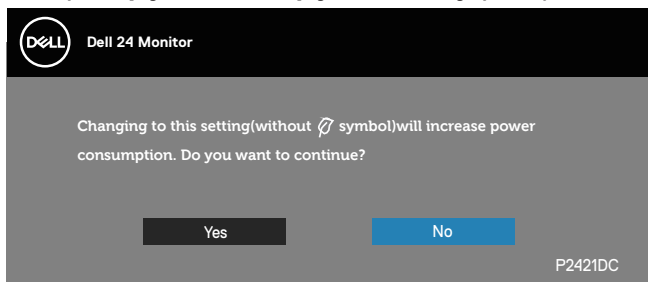 DELL Dell 24 Monitor
Changing to this setting(without symbol)will increase power
consumption. Do you want to continue?
Yes No
P2421DC